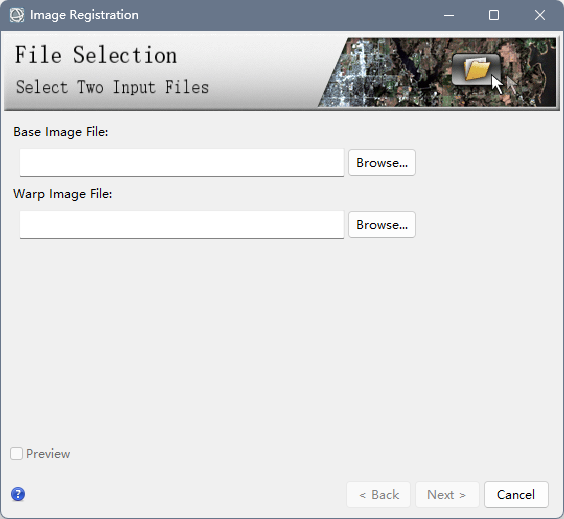 Image Registration
File Selection
Select Two Input Files
Base Image File:
Browse...
Warp Image File:
Browse...
Preview
?
< Back
Next >
Cancel